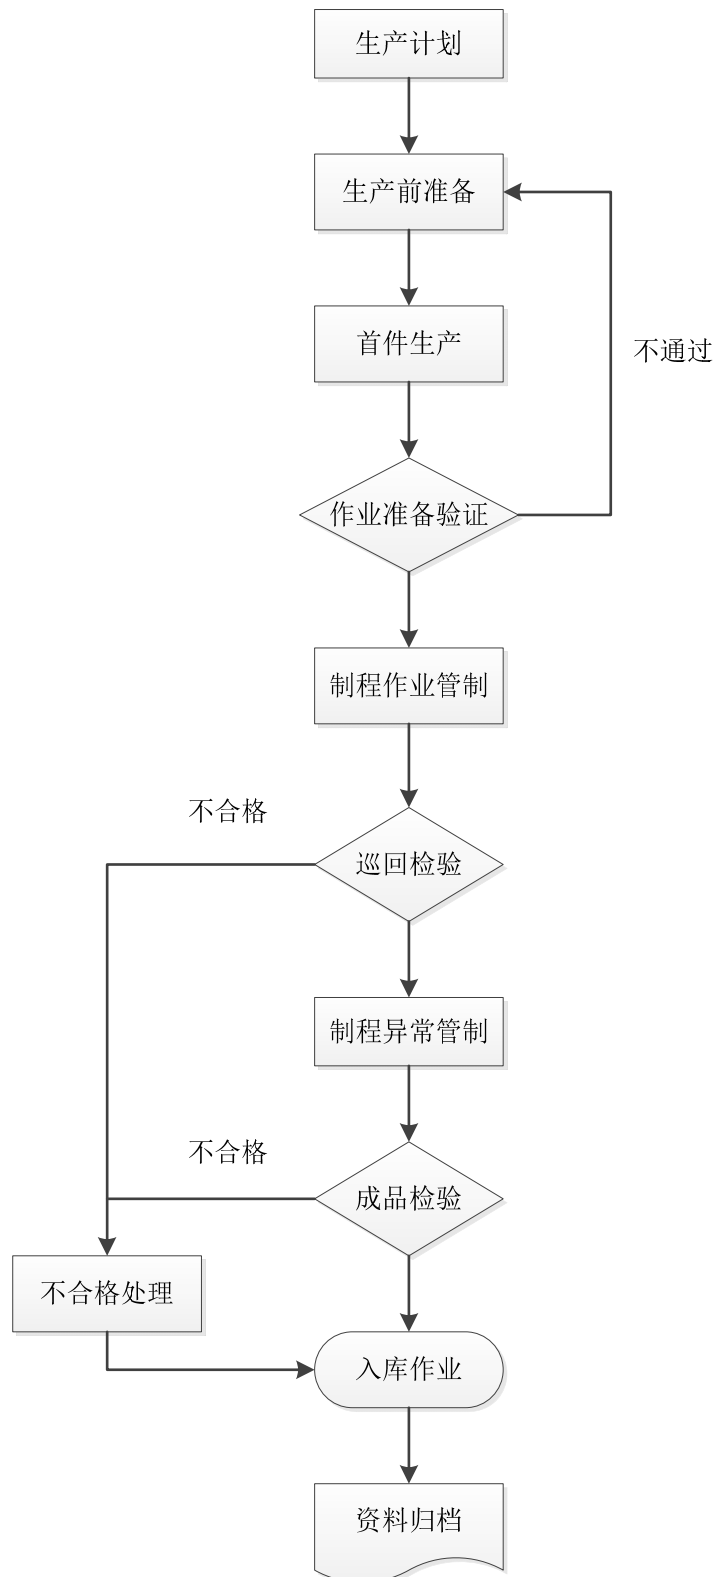 生产计划
生产前准备
首件生产
不通过
作业准备验证
制程作业管制
不合格
巡回检验
制程异常管制
不合格
成品检验
不合格处理
入库作业
资料归档